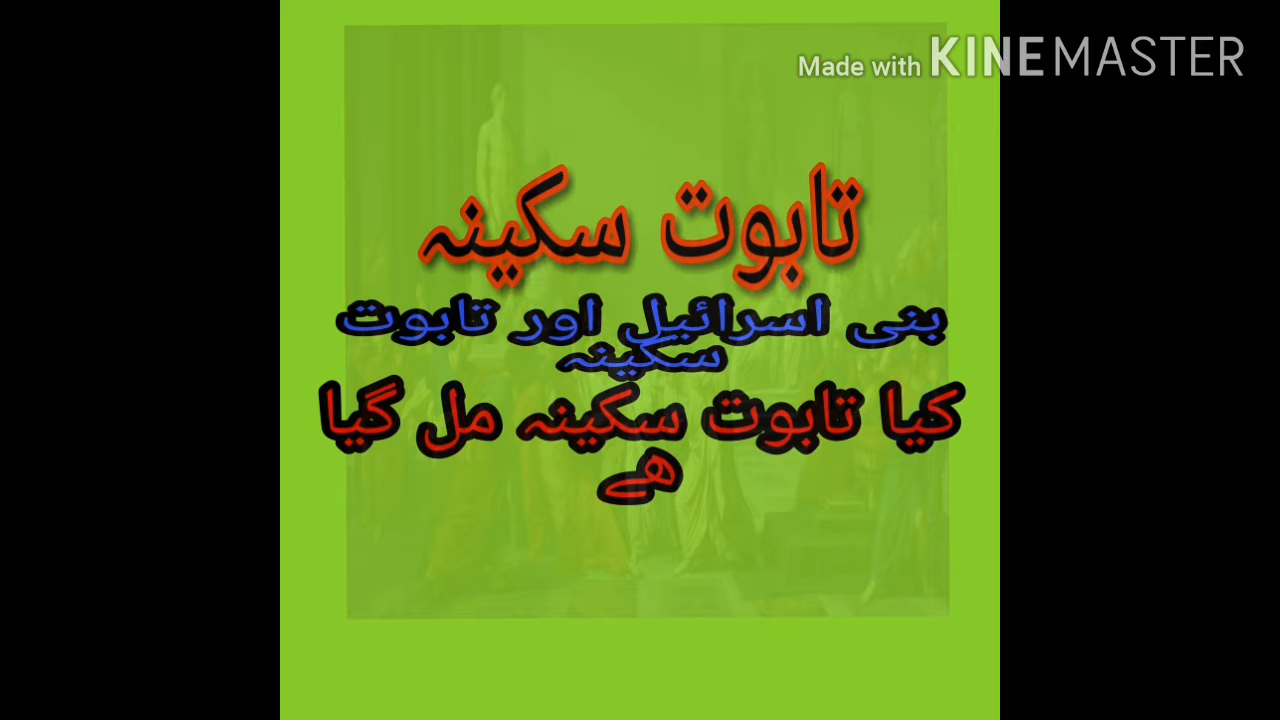 Made with KINEMASTER
تابوت سکینہ
بنی اسرائیل اور تابوت
سکینہ
کیا تابوت سکینہ مل گیا
ھے